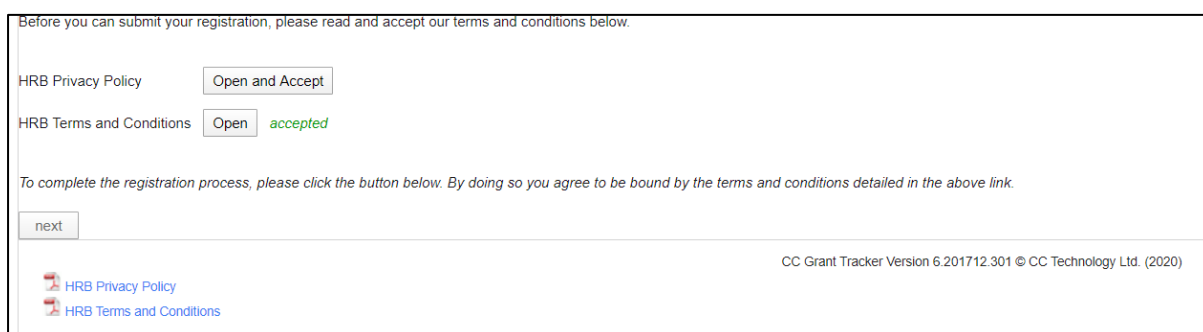 Before you can submit your registration, please read and accept our terms and conditions below.
HRB Privacy Policy Open and Accept
HRB Terms and Conditions Open accepted
To complete the registration process, please click the button below. By doing so you agree to be bound by the terms and conditions detailed in the above link.
next
CC Grant Tracker Version 6.201712.301 © CC Technology Ltd. (2020)
HRB Privacy Policy
HRB Terms and Conditions